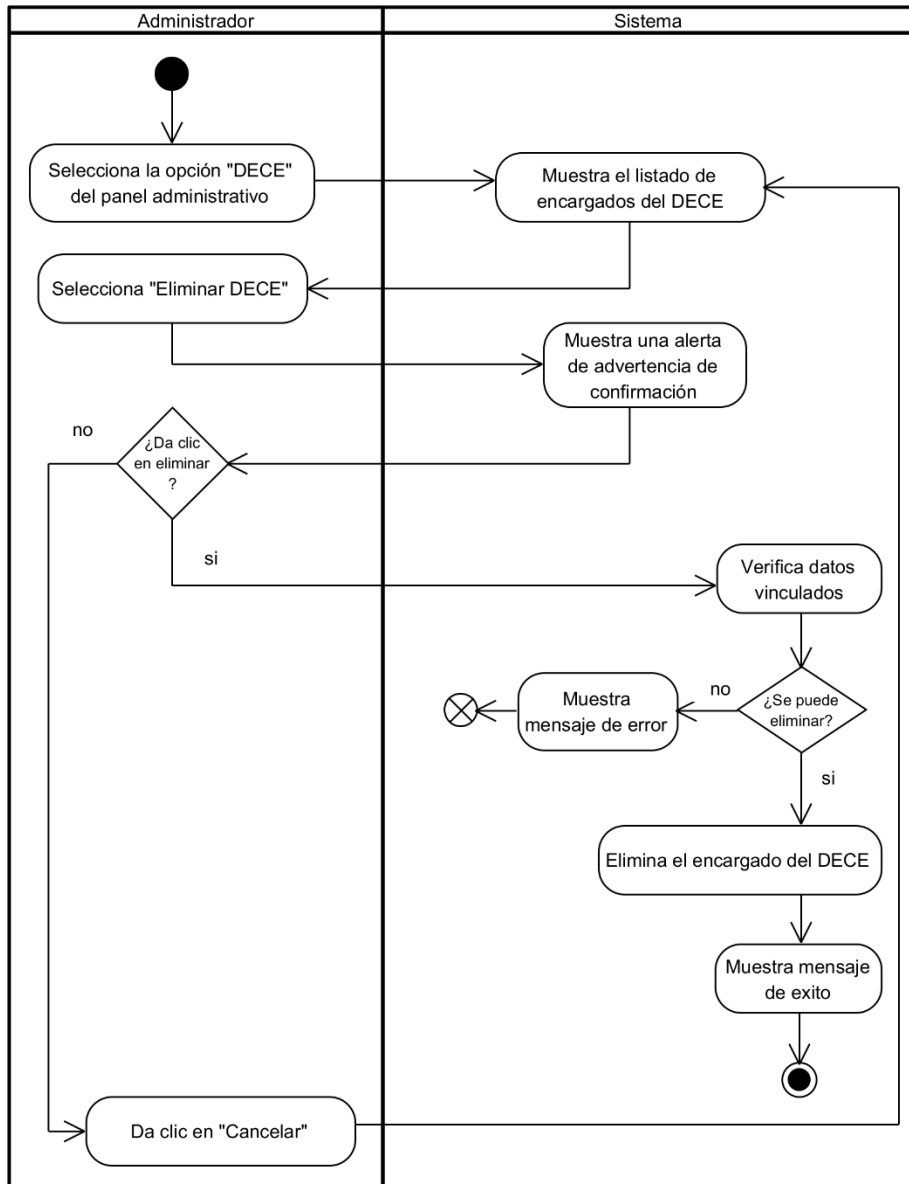 Administrador
Sistema
Selecciona la opción "DECE"
del panel administrativo
Muestra el listado de
encargados del DECE
Selecciona "Eliminar DECE"
Muestra una alerta
de advertencia de
confirmación
no
¿Da clic
en eliminar
?
si
Verifica datos
vinculados
¿Se puede
eliminar?
no
Muestra
mensaje de error
si
Elimina el encargado del DECE
Muestra mensaje
de exito
Da clic en "Cancelar"